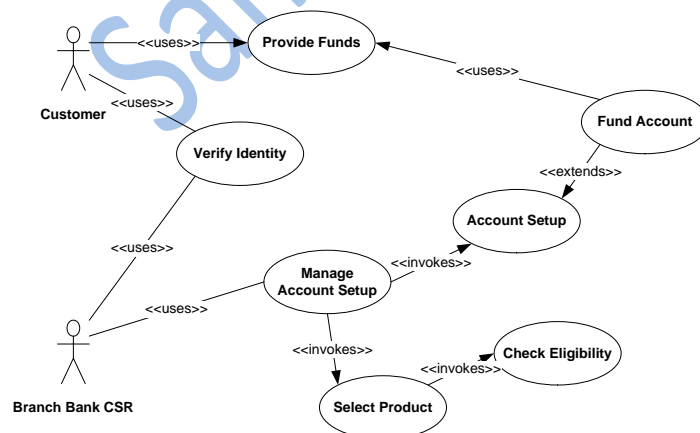 <<uses>>
Provide Funds
<<uses>>
Customer
<<uses>>
Fund Account
Verify Identity
<<extends>>
Account Setup
<<uses>>
<<invokes>>
Manage
Account Setup
<<uses>>
<<invokes>>
Check Eligibility
<<invokes>>
Branch Bank CSR
Select Product